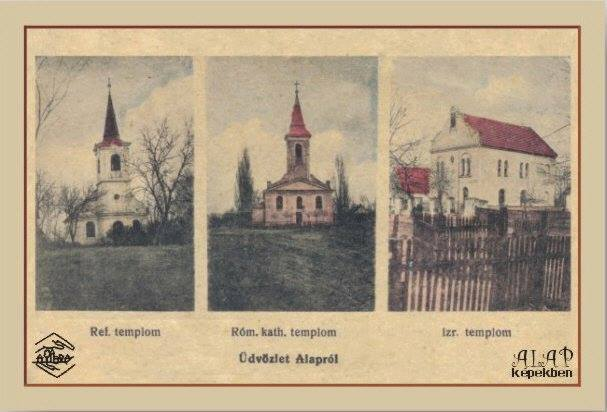 Ref. templom
Róm. kath. templom
Izr. templom
Üdvözlet Alapról
ALAP
képekben